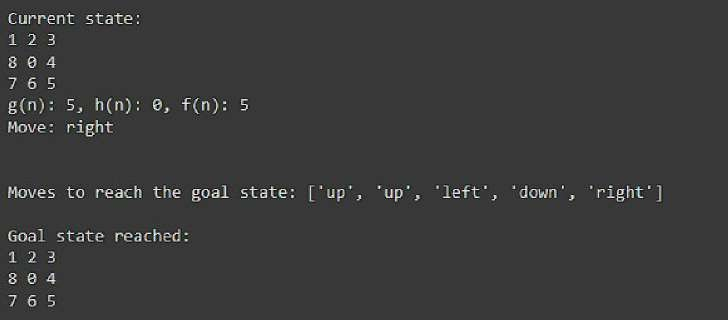 Current state:
1 2 3
8 0 4
7 6 5
g(n): 5, h(n): 0, f(n): 5
Move: right
Moves to reach the goal state: ['up', 'up', 'left', 'down', 'right']
Goal state reached:
1 2 3
8 0 4
7 6 5